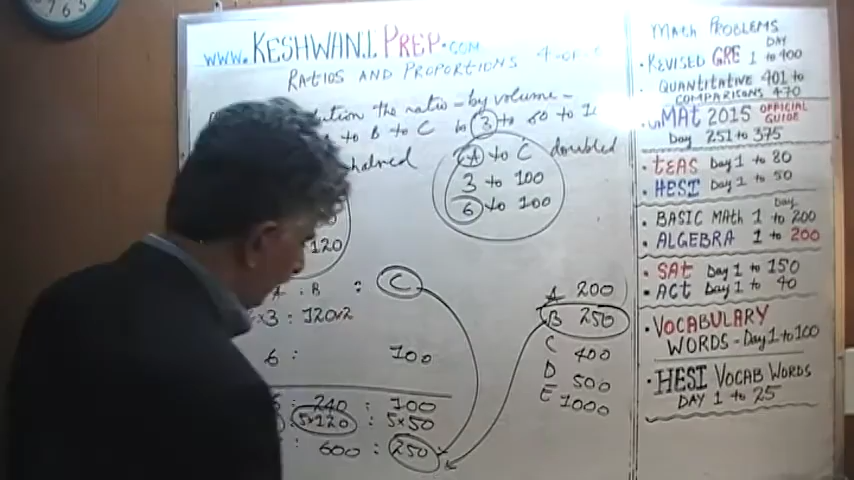 www.KESHWANI PREP.COM
RATIOS AND PROPORTIONS
the ratio - by volume -
to B to C is 3 to 80 to
A to C doubled
3 to 100
6 to 100
120
A : B : C
x3 : 120x2
6 : 100
240 : 100
5x120 : 5x50
: 600 : 250
A 200
B 250
C 400
D 500
E 1000
MATH PROBLEMS
DAY
• REVISED GRE 1 to 400
QUANTITATIVE 401 to
COMPARISONS 470
• GMAT 2015 OFFICIAL GUIDE
Day 251 to 375
• TEAS Day 1 to 80
• HESI Day 1 to 50
Day
• BASIC MATH 1 to 200
• ALGEBRA 1 to 200
• SAT Day 1 to 150
• ACT Day 1 to 40
• VOCABULARY
WORDS - Day 1 to 100
• HESI VOCAB WORDS
DAY 1 to 25